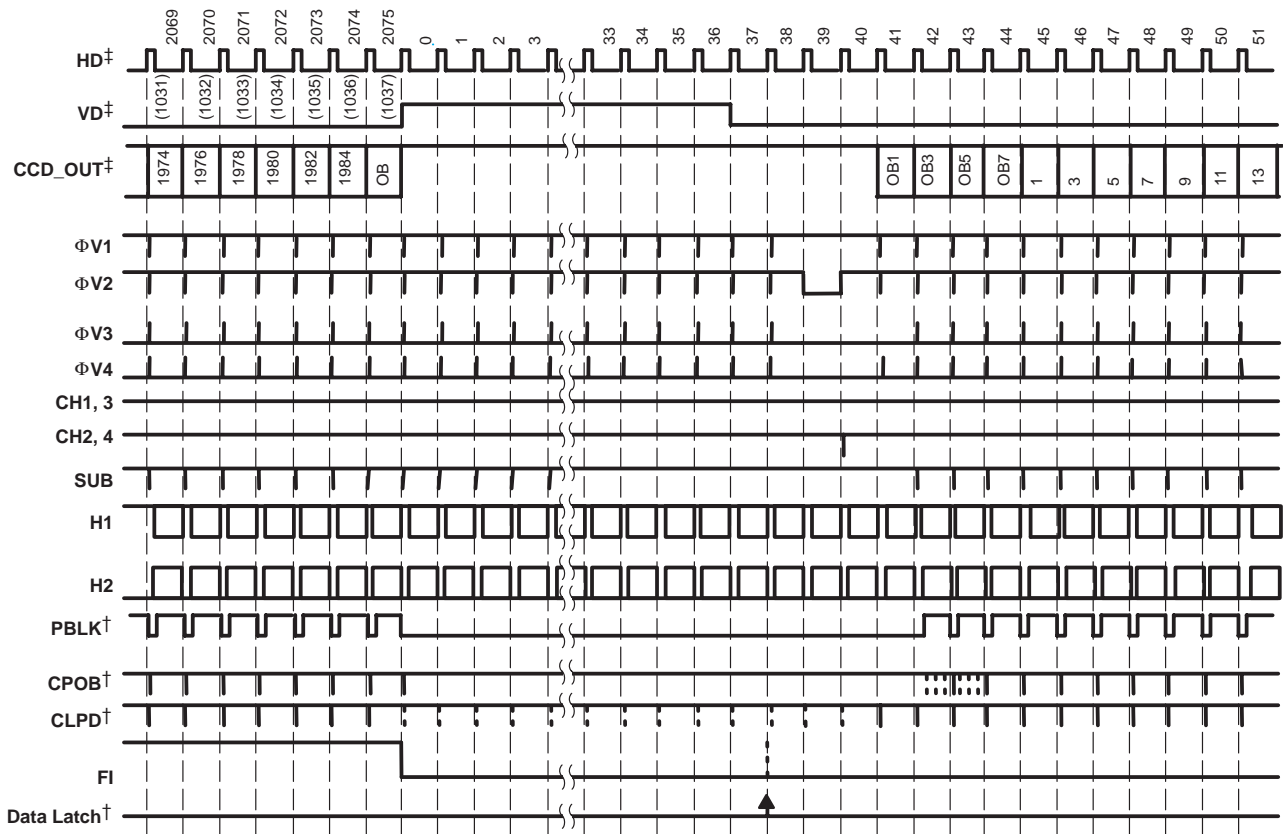 2069 2070 2071 2072 2073 2074 2075 0 1 2 3 33 34 35 36 37 38 39 40 41 42 43 44 45 46 47 48 49 50 51
HD‡
(1031) (1032) (1033) (1034) (1035) (1036) (1037)
VD‡
CCD_OUT‡ 1974 1976 1978 1980 1982 1984 OB OB1 OB3 OB5 OB7 1 3 5 7 9 11 13
ΦV1
ΦV2
ΦV3
ΦV4
CH1, 3
CH2, 4
SUB
H1
H2
PBLK†
CPOB†
CLPD†
FI
Data Latch†